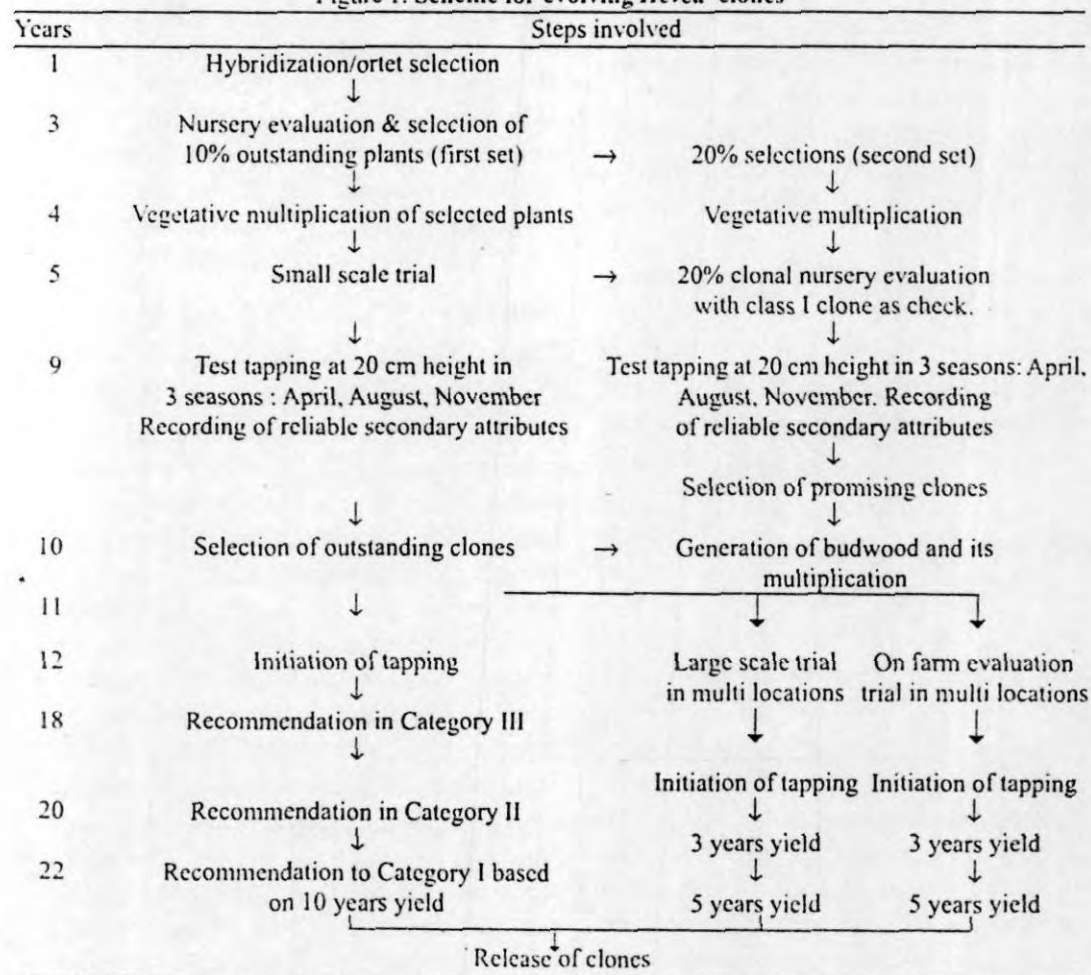 Figure 1. Scheme for evolving Hevea clones
Years Steps involved
1 Hybridization/ortet selection
↓
3 Nursery evaluation & selection of
10% outstanding plants (first set) → 20% selections (second set)
↓ ↓
4 Vegetative multiplication of selected plants Vegetative multiplication
↓ ↓
5 Small scale trial → 20% clonal nursery evaluation
with class I clone as check.
↓ ↓
9 Test tapping at 20 cm height in Test tapping at 20 cm height in 3 seasons: April,
3 seasons : April, August, November August, November. Recording
Recording of reliable secondary attributes of reliable secondary attributes
↓
Selection of promising clones
↓ ↓
10 Selection of outstanding clones → Generation of budwood and its
multiplication
11 ↓ ↓ ↓
12 Initiation of tapping Large scale trial On farm evaluation
↓ in multi locations trial in multi locations
18 Recommendation in Category III ↓ ↓
↓
Initiation of tapping Initiation of tapping
20 Recommendation in Category II ↓ ↓
↓ 3 years yield 3 years yield
22 Recommendation to Category I based ↓ ↓
on 10 years yield 5 years yield 5 years yield
↓
Release of clones